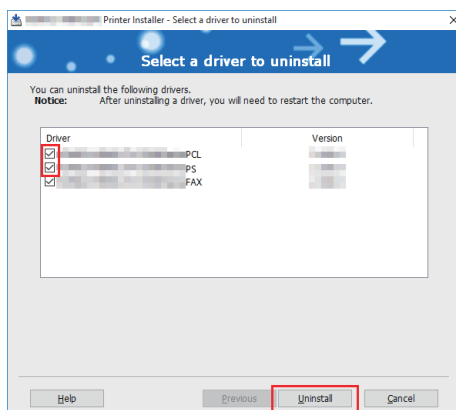 Printer Installer - Select a driver to uninstall
Select a driver to uninstall
You can uninstall the following drivers.
Notice: After uninstalling a driver, you will need to restart the computer.
Driver Version
PCL
PS
FAX
Help Previous Uninstall Cancel